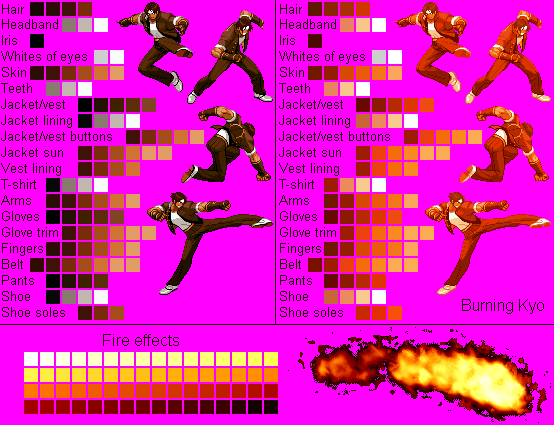 Hair
Headband
Iris
Whites of eyes
Skin
Teeth
Jacket/vest
Jacket lining
Jacket/vest buttons
Jacket sun
Vest lining
T-shirt
Arms
Gloves
Glove trim
Fingers
Belt
Pants
Shoe
Shoe soles
Hair
Headband
Iris
Whites of eyes
Skin
Teeth
Jacket/vest
Jacket lining
Jacket/vest buttons
Jacket sun
Vest lining
T-shirt
Arms
Gloves
Glove trim
Fingers
Belt
Pants
Shoe
Shoe soles
Burning Kyo
Fire effects